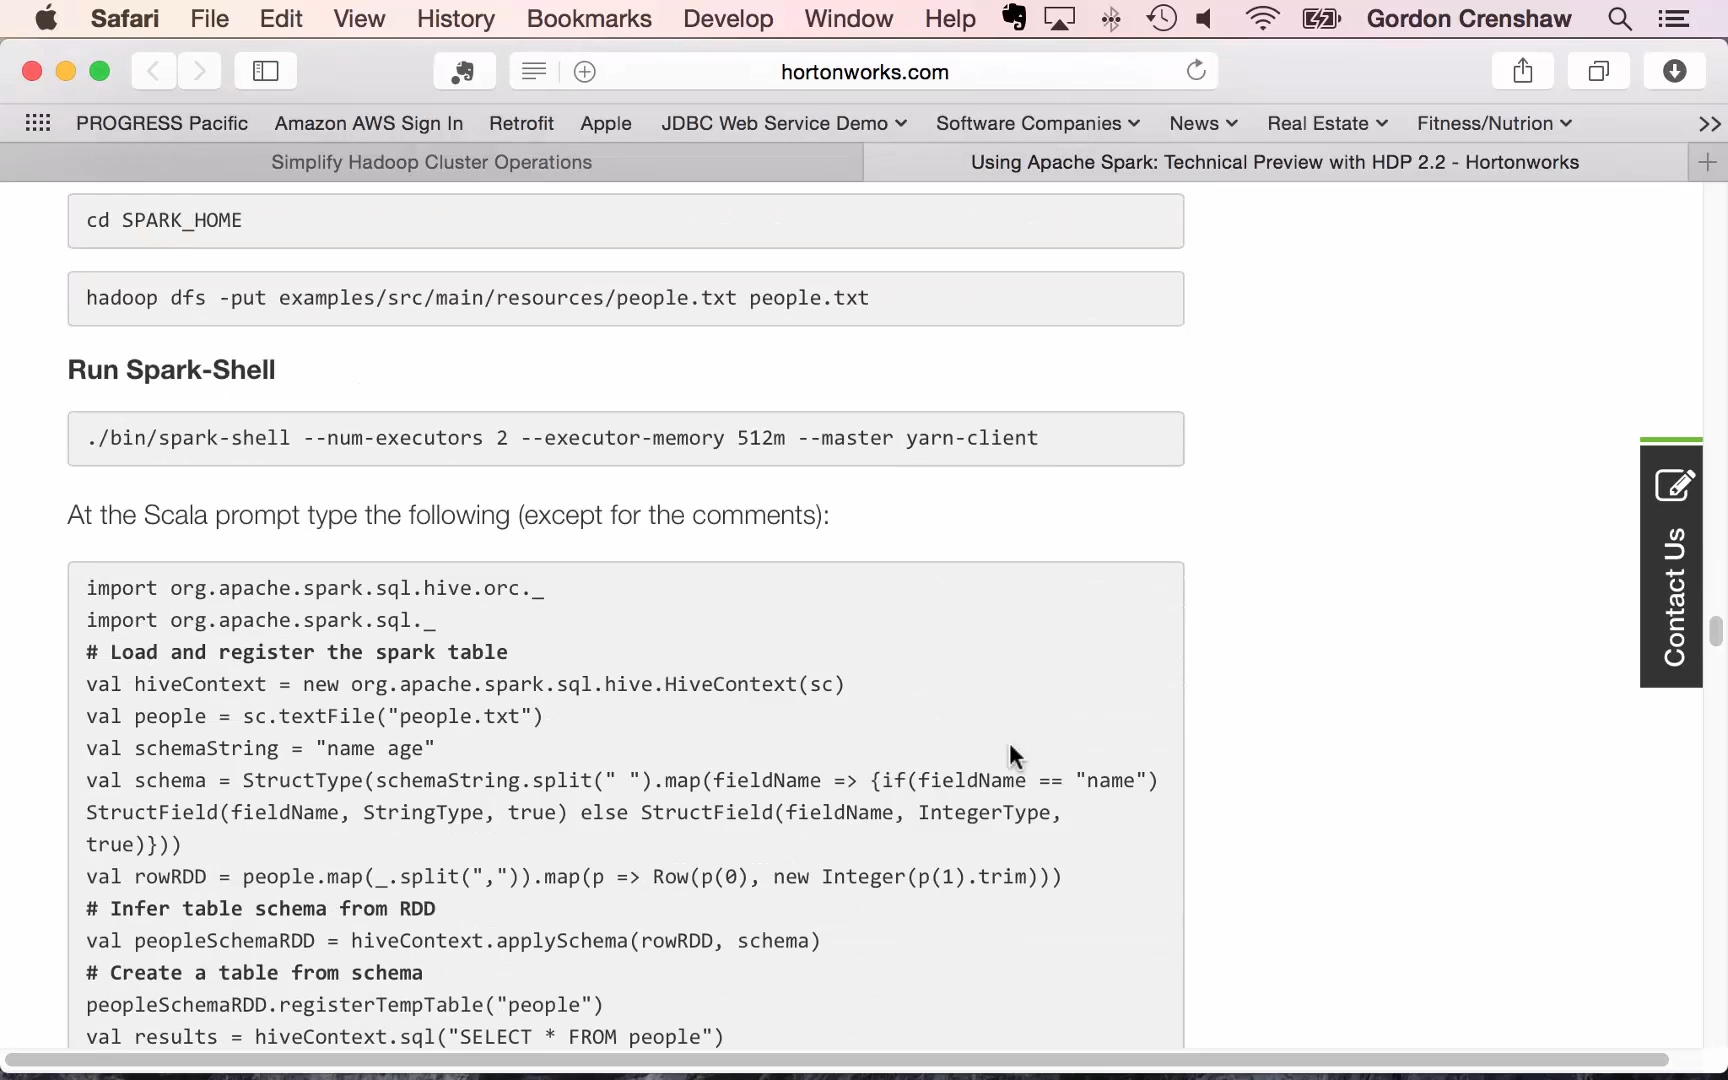 Safari File Edit View History Bookmarks Develop Window Help Gordon Crenshaw
hortonworks.com
PROGRESS Pacific Amazon AWS Sign In Retrofit Apple JDBC Web Service Demo Software Companies News Real Estate Fitness/Nutrion >>
Simplify Hadoop Cluster Operations Using Apache Spark: Technical Preview with HDP 2.2 - Hortonworks
cd SPARK_HOME
hadoop dfs -put examples/src/main/resources/people.txt people.txt
Run Spark-Shell
./bin/spark-shell --num-executors 2 --executor-memory 512m --master yarn-client
At the Scala prompt type the following (except for the comments):
import org.apache.spark.sql.hive.orc._
import org.apache.spark.sql._
# Load and register the spark table
val hiveContext = new org.apache.spark.sql.hive.HiveContext(sc)
val people = sc.textFile("people.txt")
val schemaString = "name age"
val schema = StructType(schemaString.split(" ").map(fieldName => {if(fieldName == "name")
StructField(fieldName, StringType, true) else StructField(fieldName, IntegerType,
true)}))
val rowRDD = people.map(_.split(",")).map(p => Row(p(0), new Integer(p(1).trim)))
# Infer table schema from RDD
val peopleSchemaRDD = hiveContext.applySchema(rowRDD, schema)
# Create a table from schema
peopleSchemaRDD.registerTempTable("people")
val results = hiveContext.sql("SELECT * FROM people")
Contact Us